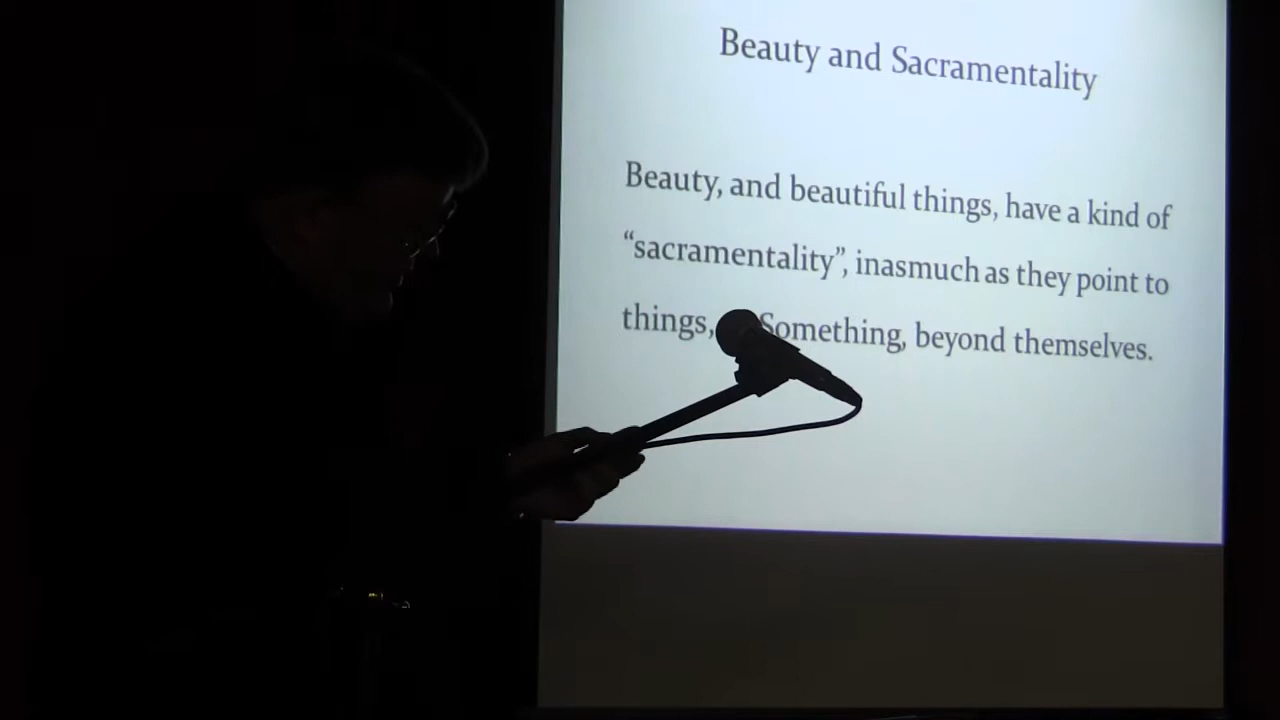 Beauty and Sacramentality
Beauty, and beautiful things, have a kind of
“sacramentality”, inasmuch as they point to
things, Something, beyond themselves.